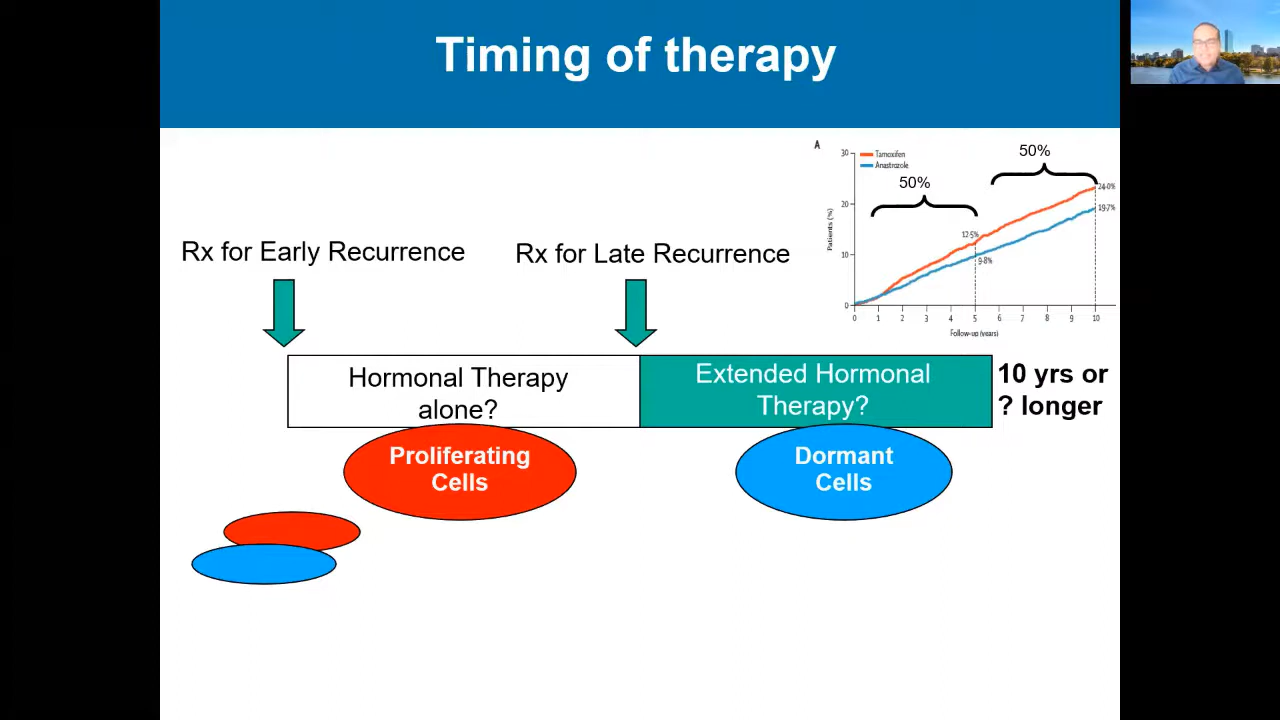 Timing of therapy
A
Tamoxifen
Anastrozole
50%
50%
Patients (%)
30
20
10
0
12·5%
9·8%
24·0%
19·7%
0 1 2 3 4 5 6 7 8 9 10
Follow-up (years)
Rx for Early Recurrence
Rx for Late Recurrence
Hormonal Therapy
alone?
Extended Hormonal
Therapy?
10 yrs or
? longer
Proliferating
Cells
Dormant
Cells